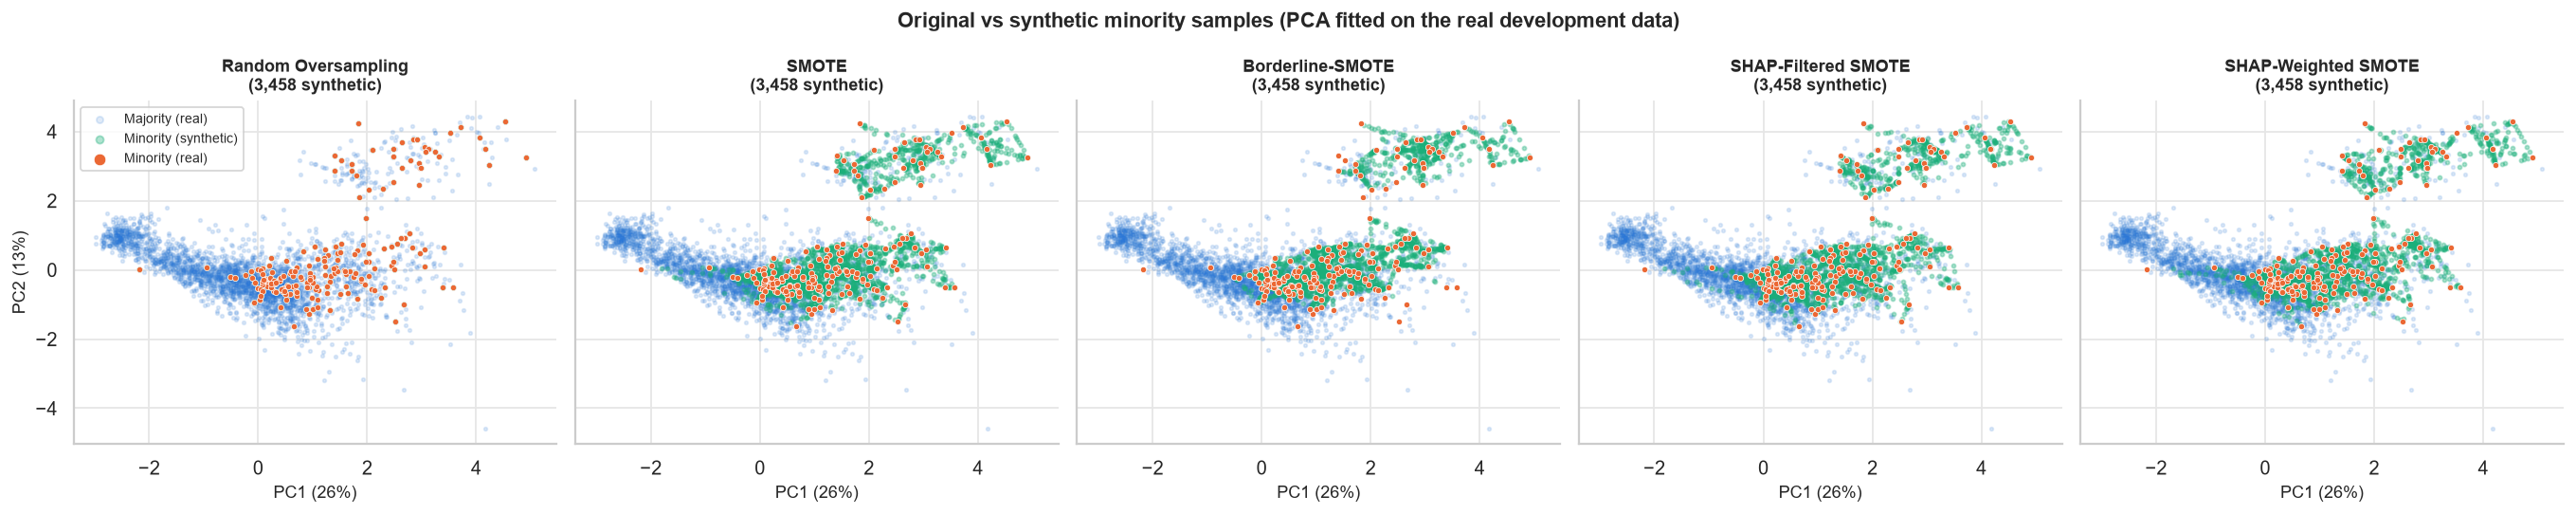 Original vs synthetic minority samples (PCA fitted on the real development data)
Random Oversampling
(3,458 synthetic)
SMOTE
(3,458 synthetic)
Borderline-SMOTE
(3,458 synthetic)
SHAP-Filtered SMOTE
(3,458 synthetic)
SHAP-Weighted SMOTE
(3,458 synthetic)
Majority (real)
Minority (synthetic)
Minority (real)
PC2 (13%)
4
2
0
−2
−4
−2 0 2 4
−2 0 2 4
−2 0 2 4
−2 0 2 4
−2 0 2 4
PC1 (26%)
PC1 (26%)
PC1 (26%)
PC1 (26%)
PC1 (26%)